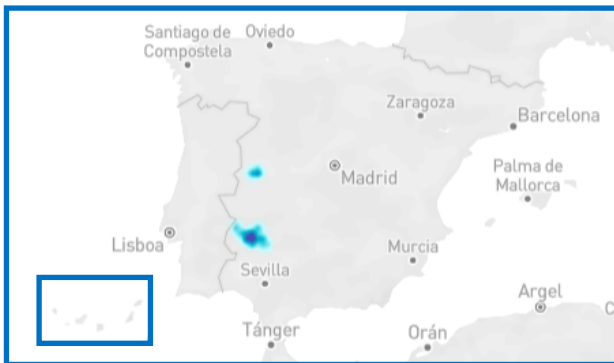 Santiago de
Compostela
Oviedo
Zaragoza
Barcelona
Madrid
Palma de
Mallorca
Lisboa
Murcia
Sevilla
Argel
C
Tánger
Orán